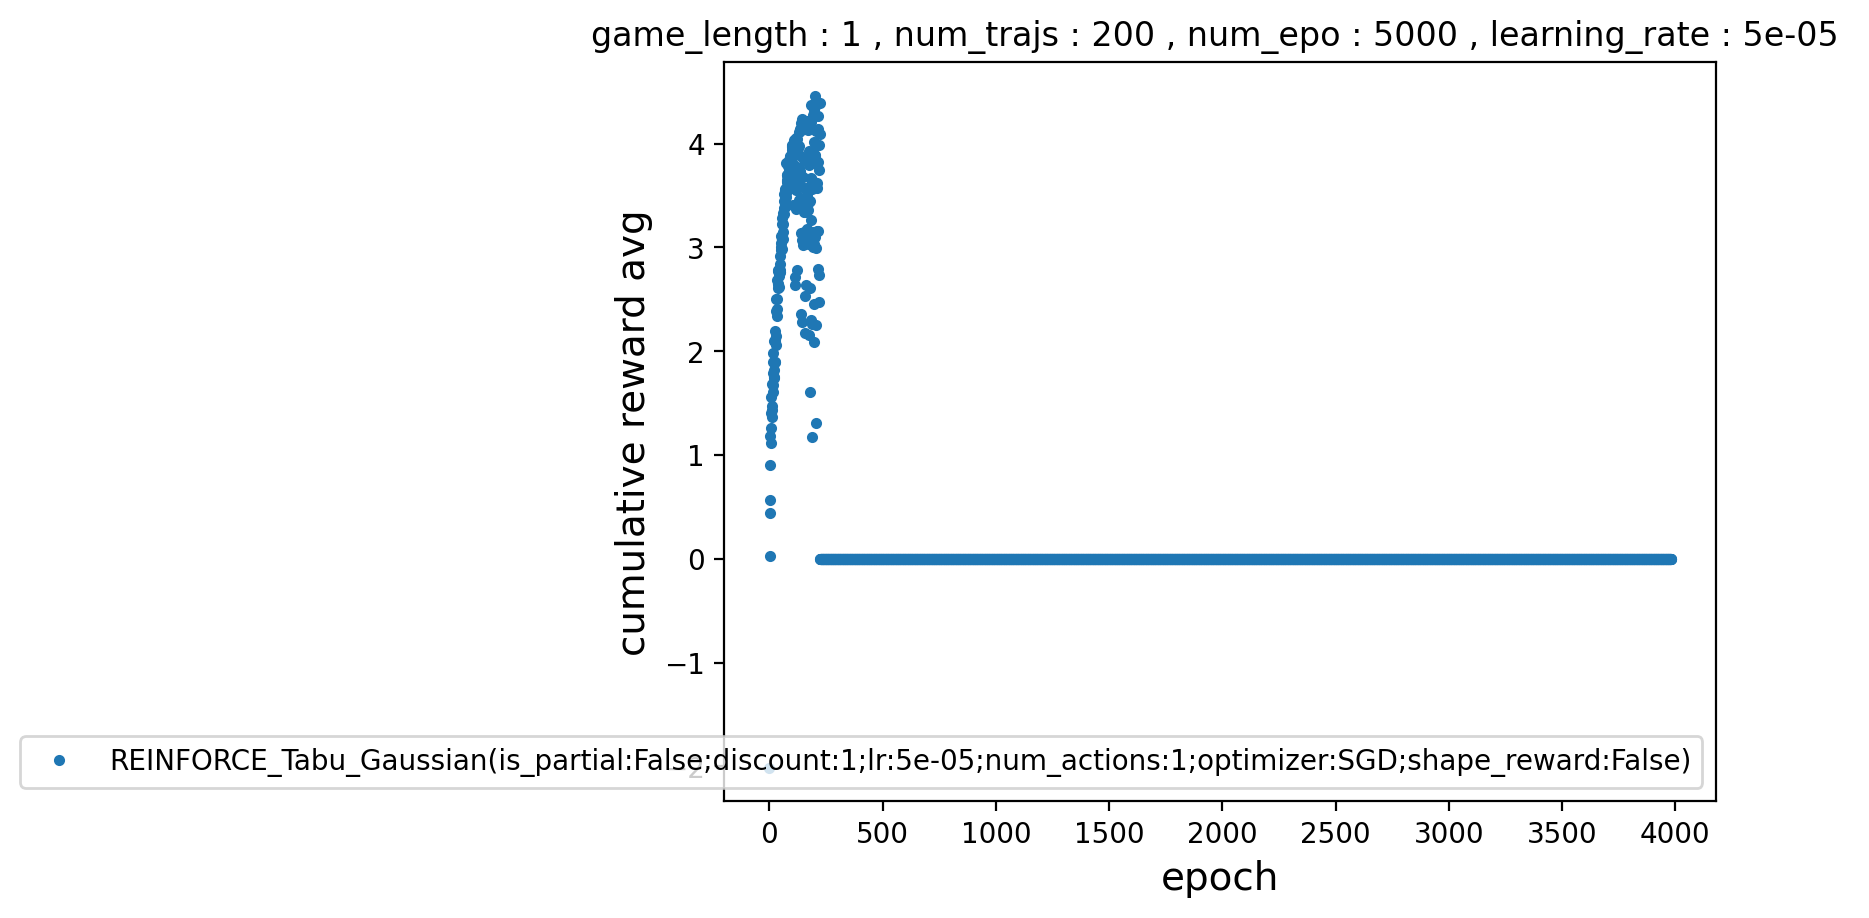 game_length : 1 , num_trajs : 200 , num_epo : 5000 , learning_rate : 5e-05
cumulative reward avg
4
3
2
1
0
−1
−2
REINFORCE_Tabu_Gaussian(is_partial:False;discount:1;lr:5e-05;num_actions:1;optimizer:SGD;shape_reward:False)
0 500 1000 1500 2000 2500 3000 3500 4000
epoch